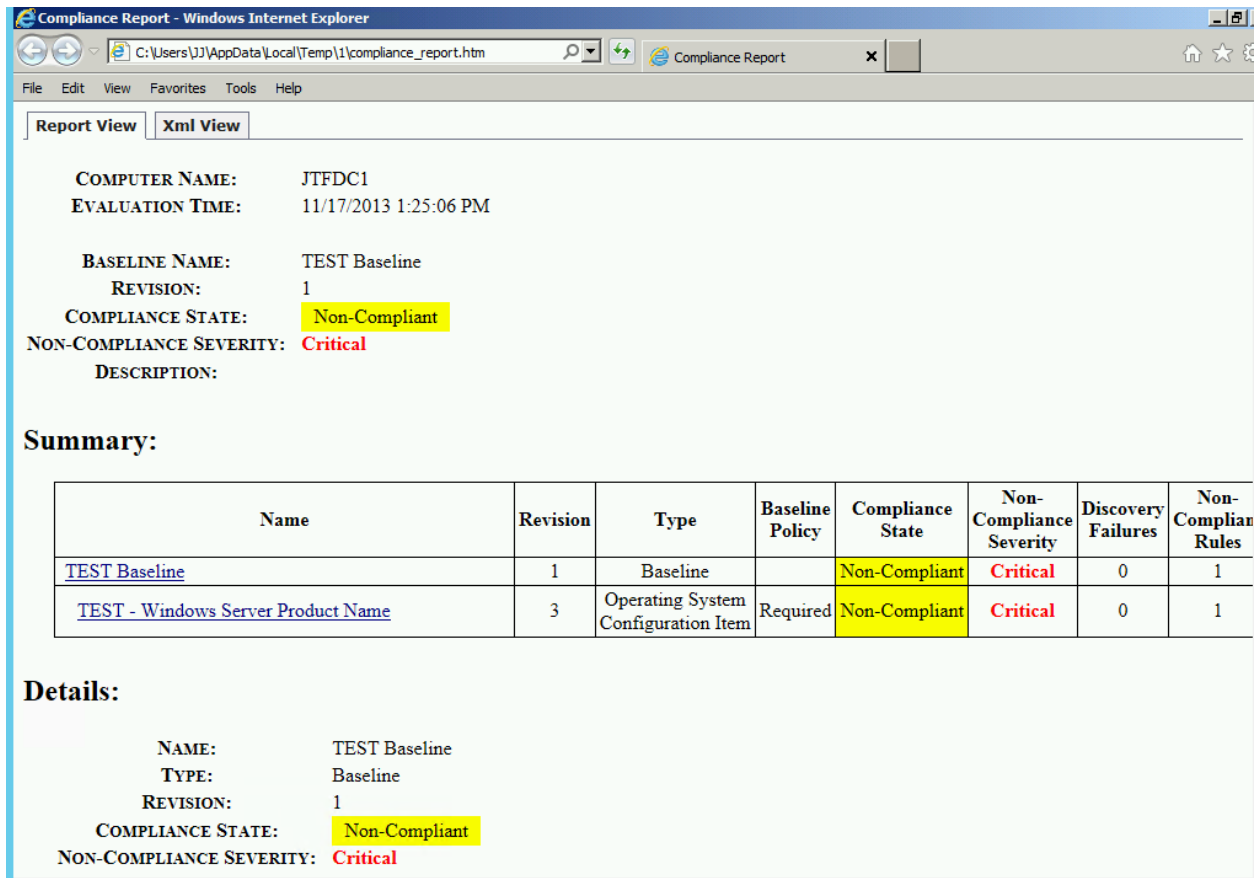 Compliance Report - Windows Internet Explorer
C:\Users\JJ\AppData\Local\Temp\1\compliance_report.htm
Compliance Report
File Edit View Favorites Tools Help
Report View Xml View
COMPUTER NAME: JTFDC1
EVALUATION TIME: 11/17/2013 1:25:06 PM
BASELINE NAME: TEST Baseline
REVISION: 1
COMPLIANCE STATE: Non-Compliant
NON-COMPLIANCE SEVERITY: Critical
DESCRIPTION:
Summary:
Name Revision Type Baseline Policy Compliance State Non-Compliance Severity Discovery Failures Non-Complian Rules
TEST Baseline 1 Baseline Non-Compliant Critical 0 1
TEST - Windows Server Product Name 3 Operating System Configuration Item Required Non-Compliant Critical 0 1
Details:
NAME: TEST Baseline
TYPE: Baseline
REVISION: 1
COMPLIANCE STATE: Non-Compliant
NON-COMPLIANCE SEVERITY: Critical